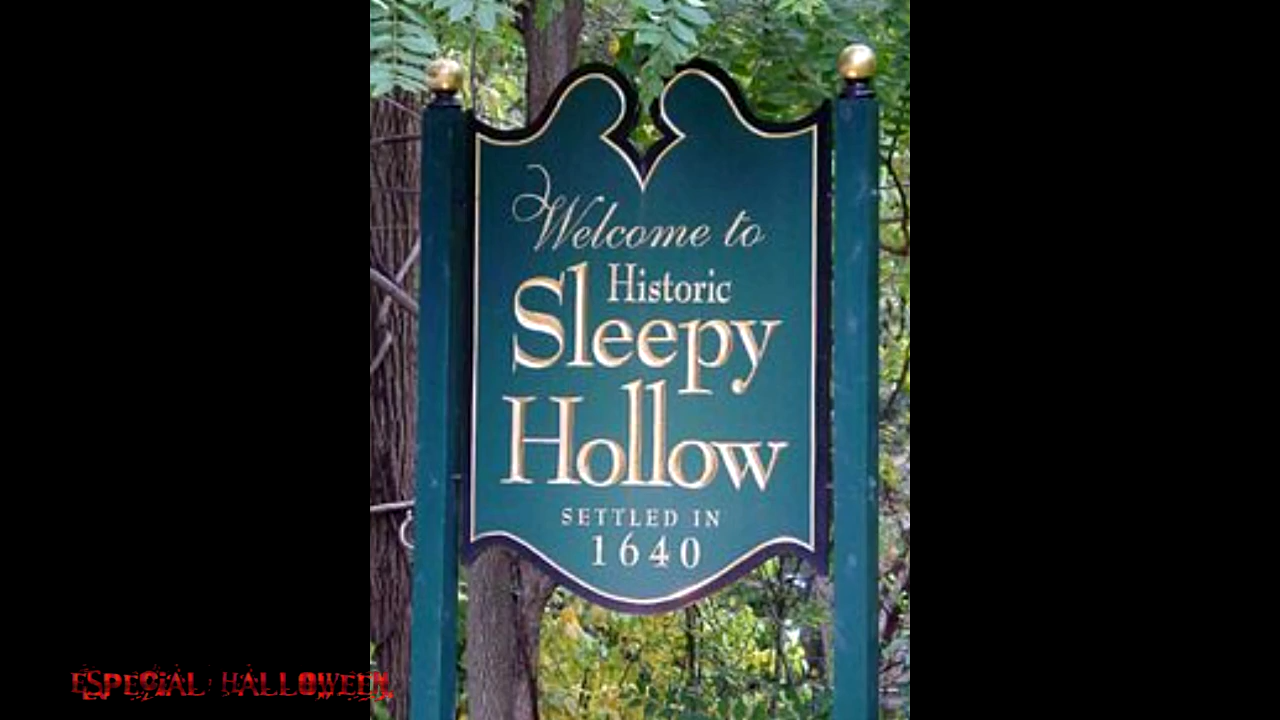 Welcome to
Historic
Sleepy
Hollow
SETTLED IN
1640
ESPECIAL HALLOWEEN